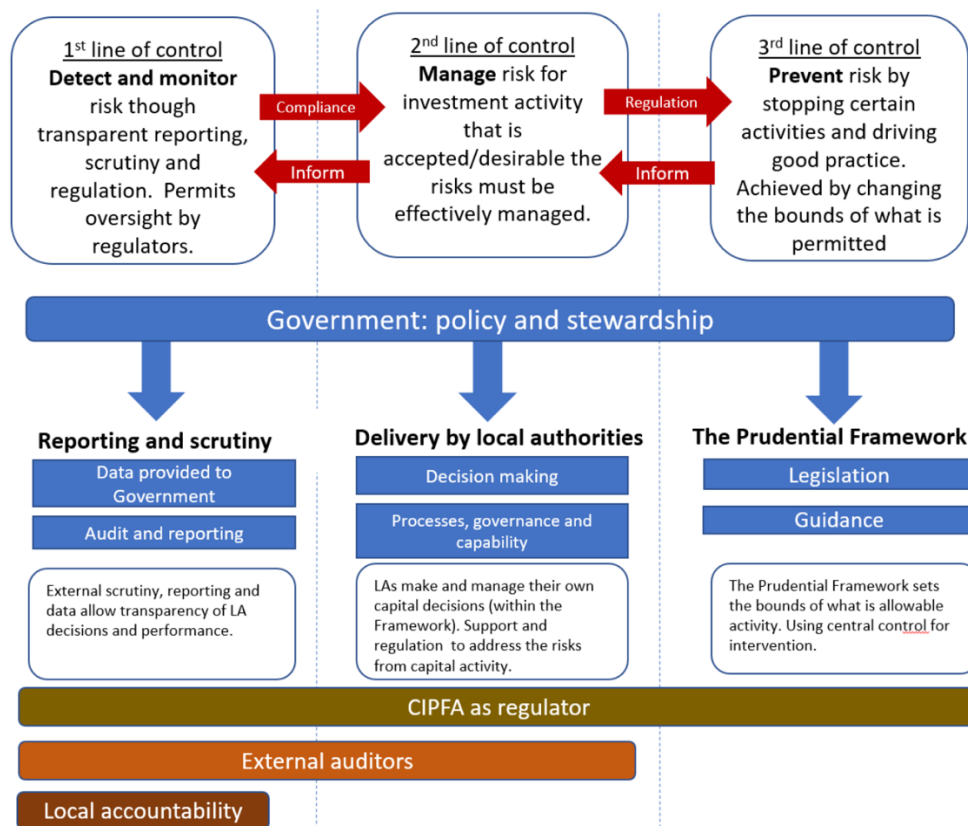 1st line of control
Detect and monitor
risk though
transparent reporting,
scrutiny and
regulation. Permits
oversight by
regulators.
Compliance
Inform
2nd line of control
Manage risk for
investment activity
that is
accepted/desirable the
risks must be
effectively managed.
Regulation
Inform
3rd line of control
Prevent risk by
stopping certain
activities and driving
good practice.
Achieved by changing
the bounds of what is
permitted
Government: policy and stewardship
Reporting and scrutiny
Data provided to
Government
Audit and reporting
External scrutiny, reporting and
data allow transparency of LA
decisions and performance.
Delivery by local authorities
Decision making
Processes, governance and
capability
LAs make and manage their own
capital decisions (within the
Framework). Support and
regulation to address the risks
from capital activity.
The Prudential Framework
Legislation
Guidance
The Prudential Framework sets
the bounds of what is allowable
activity. Using central control for
intervention.
CIPFA as regulator
External auditors
Local accountability